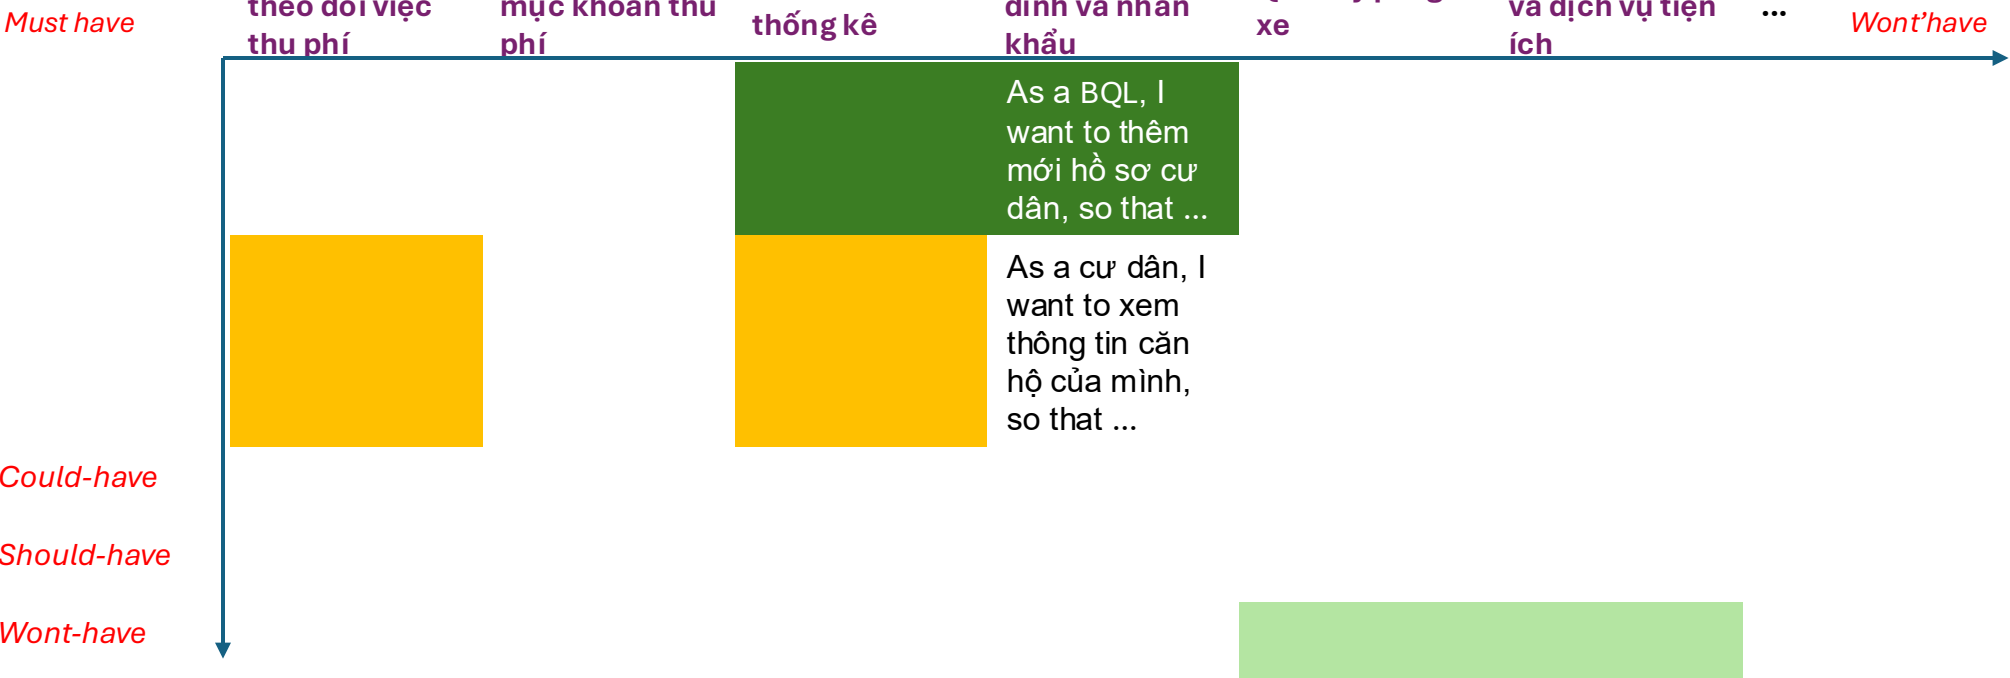 Must have
theo dõi việc
thu phí
mục khoản thu
phí
thống kê
đình và nhân
khẩu
xe
và dịch vụ tiện
ích
...
Wont'have
As a BQL, I
want to thêm
mới hồ sơ cư
dân, so that ...
As a cư dân, I
want to xem
thông tin căn
hộ của mình,
so that ...
Could-have
Should-have
Wont-have